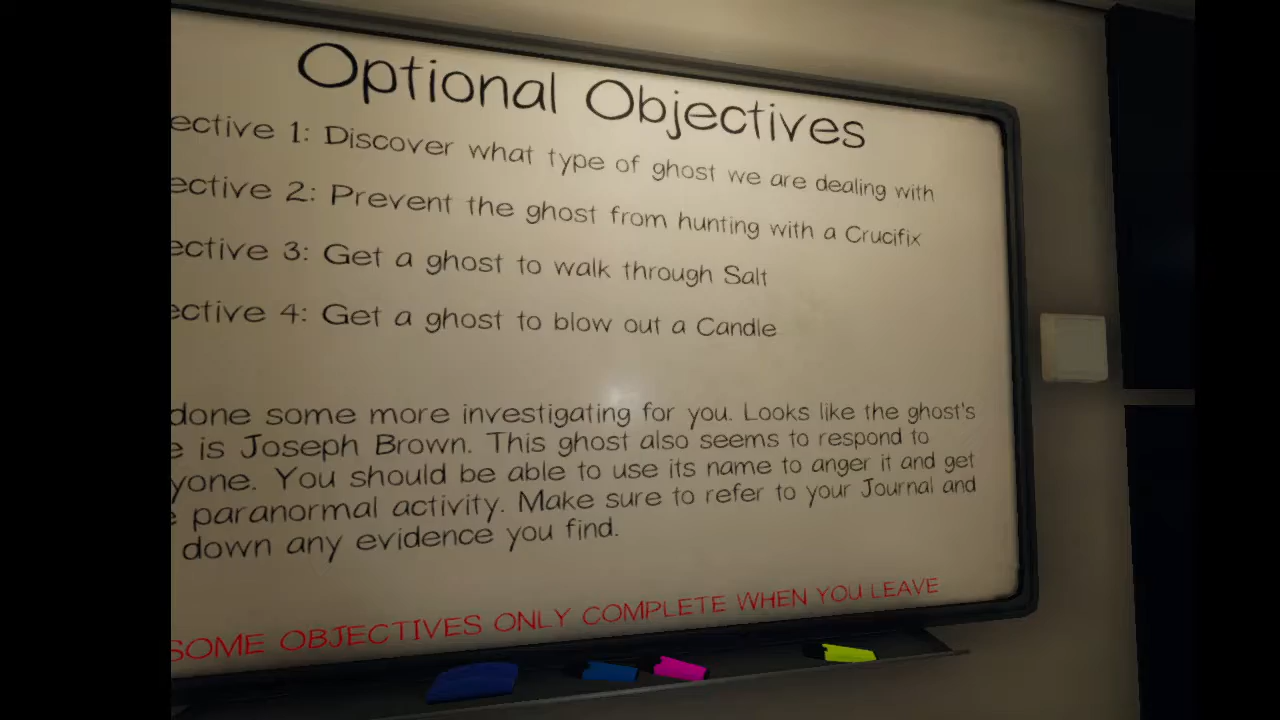 Optional Objectives
ective 1: Discover what type of ghost we are dealing with
ective 2: Prevent the ghost from hunting with a Crucifix
ective 3: Get a ghost to walk through Salt
ective 4: Get a ghost to blow out a Candle
done some more investigating for you. Looks like the ghost's
e is Joseph Brown. This ghost also seems to respond to
yone. You should be able to use its name to anger it and get
e paranormal activity. Make sure to refer to your Journal and
down any evidence you find.
SOME OBJECTIVES ONLY COMPLETE WHEN YOU LEAVE